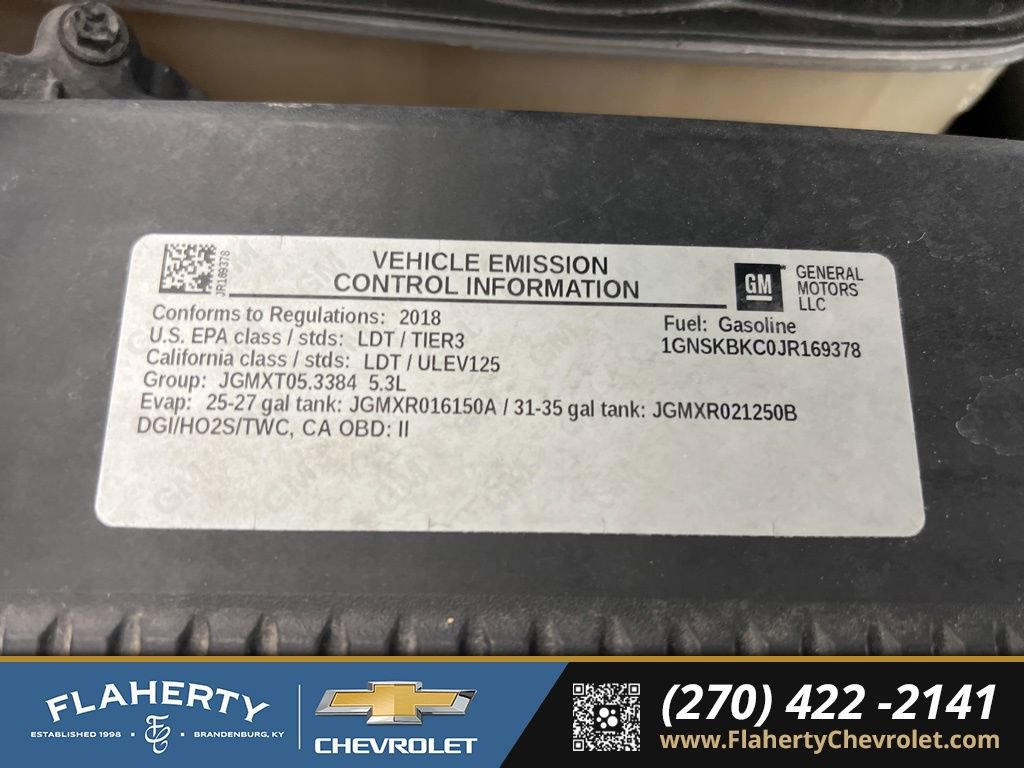 JR169378
VEHICLE EMISSION
CONTROL INFORMATION
GM
GENERAL
MOTORS
LLC
Conforms to Regulations: 2018
U.S. EPA class / stds: LDT / TIER3
California class / stds: LDT / ULEV125
Group: JGMXT05.3384 5.3L
Evap: 25-27 gal tank: JGMXR016150A / 31-35 gal tank: JGMXR021250B
DGI/HO2S/TWC, CA OBD: II
Fuel: Gasoline
1GNSKBKC0JR169378
FLAHERTY
ESTABLISHED 1998 • • BRANDENBURG, KY
CHEVROLET
(270) 422 -2141
www.FlahertyChevrolet.com